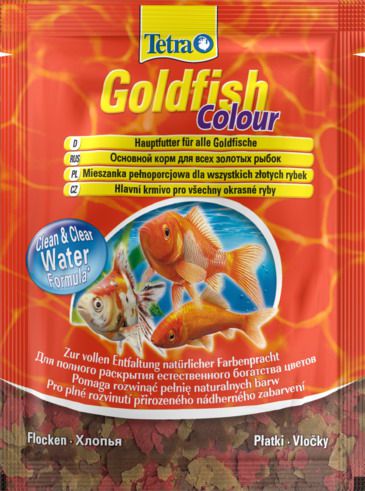 Tetra
Goldfish
Colour
D Hauptfutter für alle Goldfische
RUS Основной корм для всех золотых рыбок
PL Mieszanka pełnoporcjowa dla wszystkich złotych rybek
CZ Hlavní krmivo pro všechny okrasné ryby
Clean & Clear
Water
Formula*
Zur vollen Entfaltung natürlicher Farbenpracht
Для полного раскрытия естественного богатства цветов
Pomaga rozwinąć pełnię naturalnych barw
Pro plné rozvinutí přirozeného nádherného zabarvení
Flocken · Хлопья Płatki · Vločky